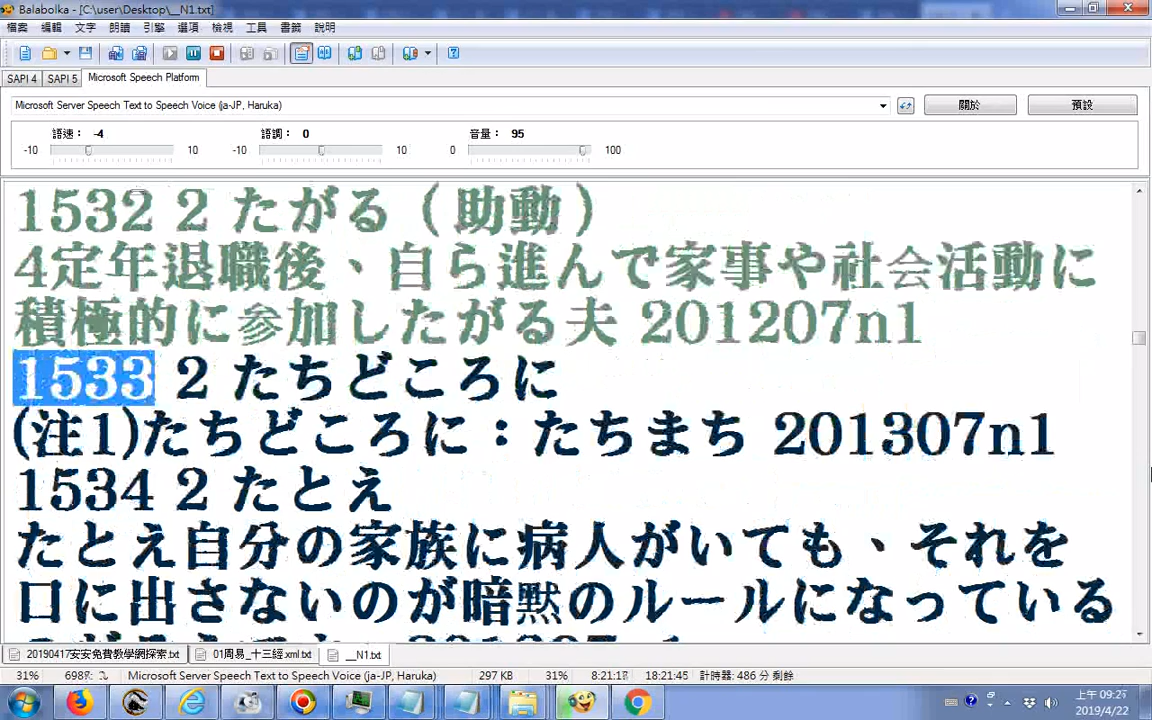 Balabolka - [C:\user\Desktop\__N1.txt]
檔案 編輯 文字 朗讀 引擎 選項 檢視 工具 書籤 說明
SAPI 4 SAPI 5 Microsoft Speech Platform
Microsoft Server Speech Text to Speech Voice (ja-JP, Haruka) 關於 預設
語速： -4 語調： 0 音量： 95
-10 10 -10 10 0 100
1532 2 たがる（助動）
4定年退職後、自ら進んで家事や社会活動に
積極的に参加したがる夫 201207n1
1533 2 たちどころに
(注1)たちどころに：たちまち 201307n1
1534 2 たとえ
たとえ自分の家族に病人がいても、それを
口に出さないのが暗黙のルールになっている
20190417安安免費教學網探索.txt 01周易_十三經.xml.txt __N1.txt
31% Microsoft Server Speech Text to Speech Voice (ja-JP, Haruka) 297 KB 31% 18:21:45 計時器: 486 分 剩餘
上午 09:2
2019/4/22